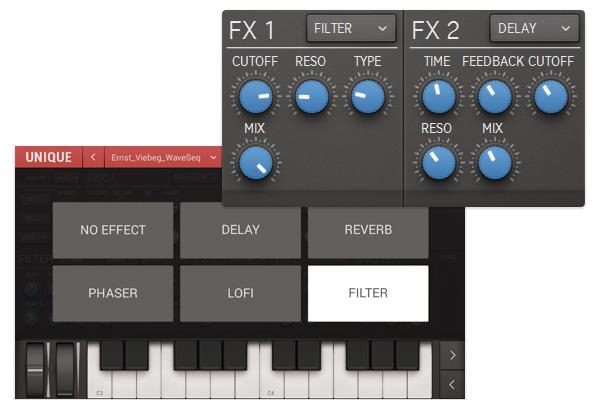 FX 1 FILTER FX 2 DELAY
CUTOFF RESO TYPE TIME FEEDBACK CUTOFF
MIX RESO MIX
UNIQUE Ernst_Viebeg_WaveSeq
NO EFFECT DELAY REVERB
PHASER LOFI FILTER
C3 C4